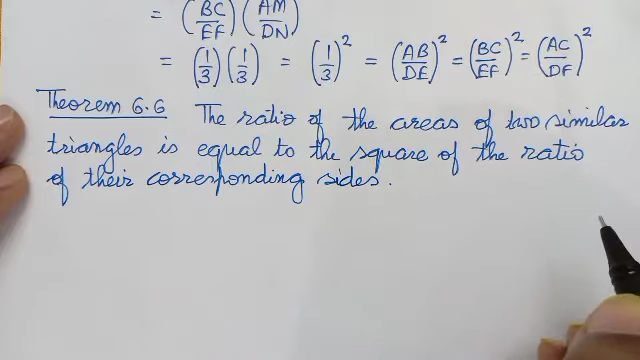 = (BC/EF) (AM/DN)
= (1/3) (1/3) = (1/3)² = (AB/DE)² = (BC/EF)² = (AC/DF)²
Theorem 6.6 The ratio of the areas of two similar
triangles is equal to the square of the ratio
of their corresponding sides.